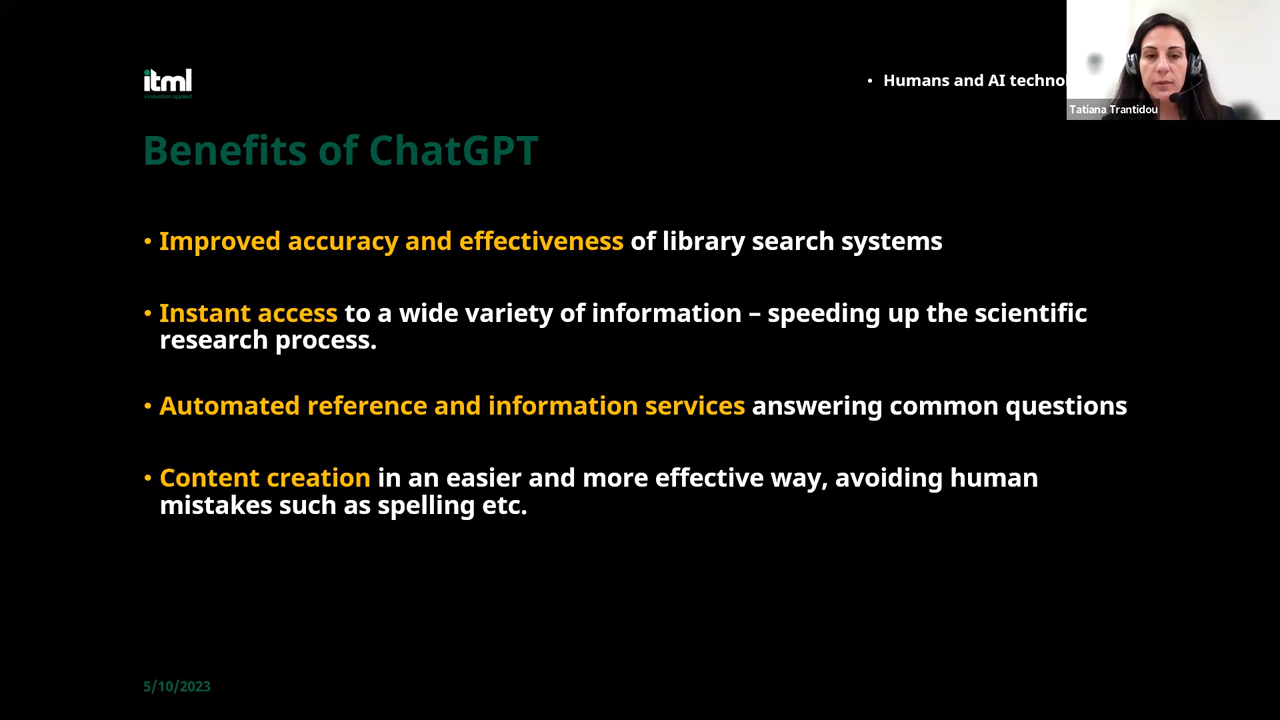 itml
innovation applied
• Humans and AI technol
Tatiana Trantidou
Benefits of ChatGPT
• Improved accuracy and effectiveness of library search systems
• Instant access to a wide variety of information – speeding up the scientific
research process.
• Automated reference and information services answering common questions
• Content creation in an easier and more effective way, avoiding human
mistakes such as spelling etc.
5/10/2023